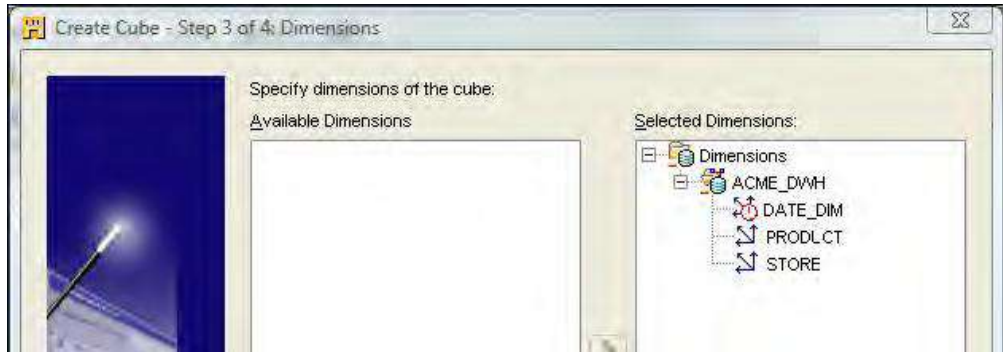 Create Cube - Step 3 of 4: Dimensions
Specify dimensions of the cube:
Available Dimensions
Selected Dimensions:
Dimensions
ACME_DWH
DATE_DIM
PRODUCT
STORE